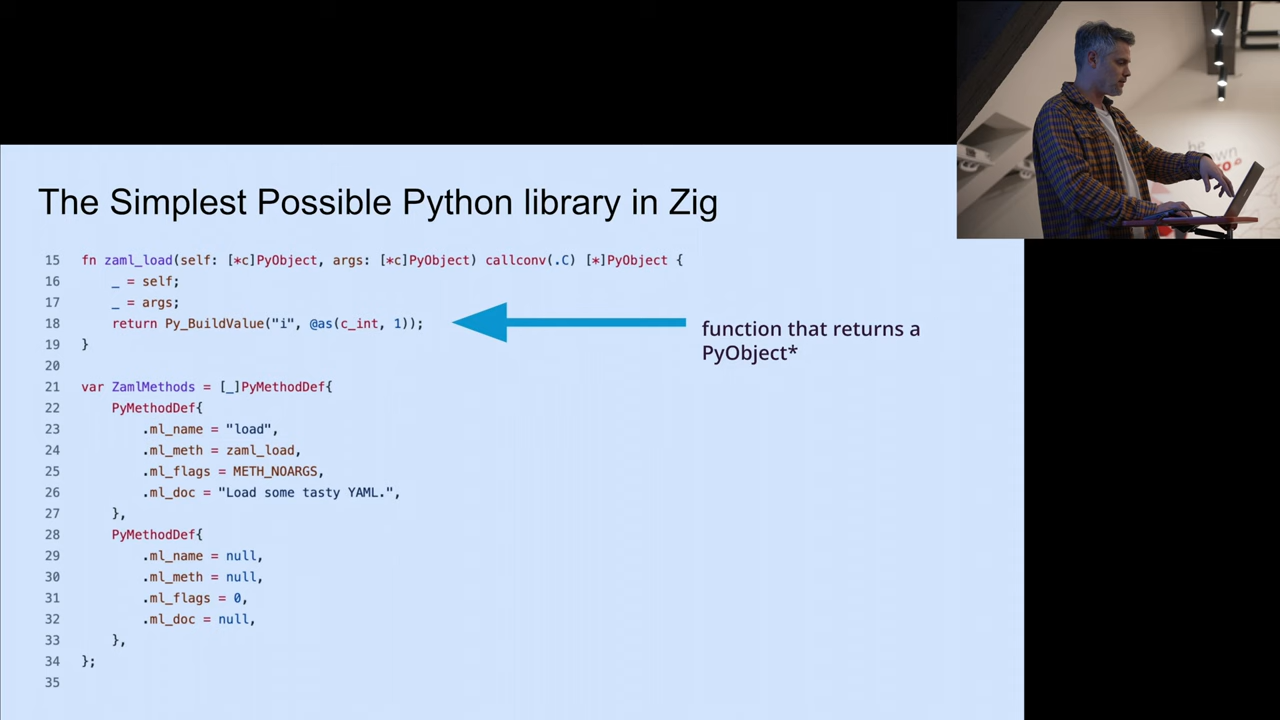 The Simplest Possible Python library in Zig
15 fn zaml_load(self: [*c]PyObject, args: [*c]PyObject) callconv(.C) [*]PyObject {
16     _ = self;
17     _ = args;
18     return Py_BuildValue("i", @as(c_int, 1));
19 }
20
21 var ZamlMethods = [_]PyMethodDef{
22     PyMethodDef{
23         .ml_name = "load",
24         .ml_meth = zaml_load,
25         .ml_flags = METH_NOARGS,
26         .ml_doc = "Load some tasty YAML.",
27     },
28     PyMethodDef{
29         .ml_name = null,
30         .ml_meth = null,
31         .ml_flags = 0,
32         .ml_doc = null,
33     },
34 };
35
function that returns a
PyObject*